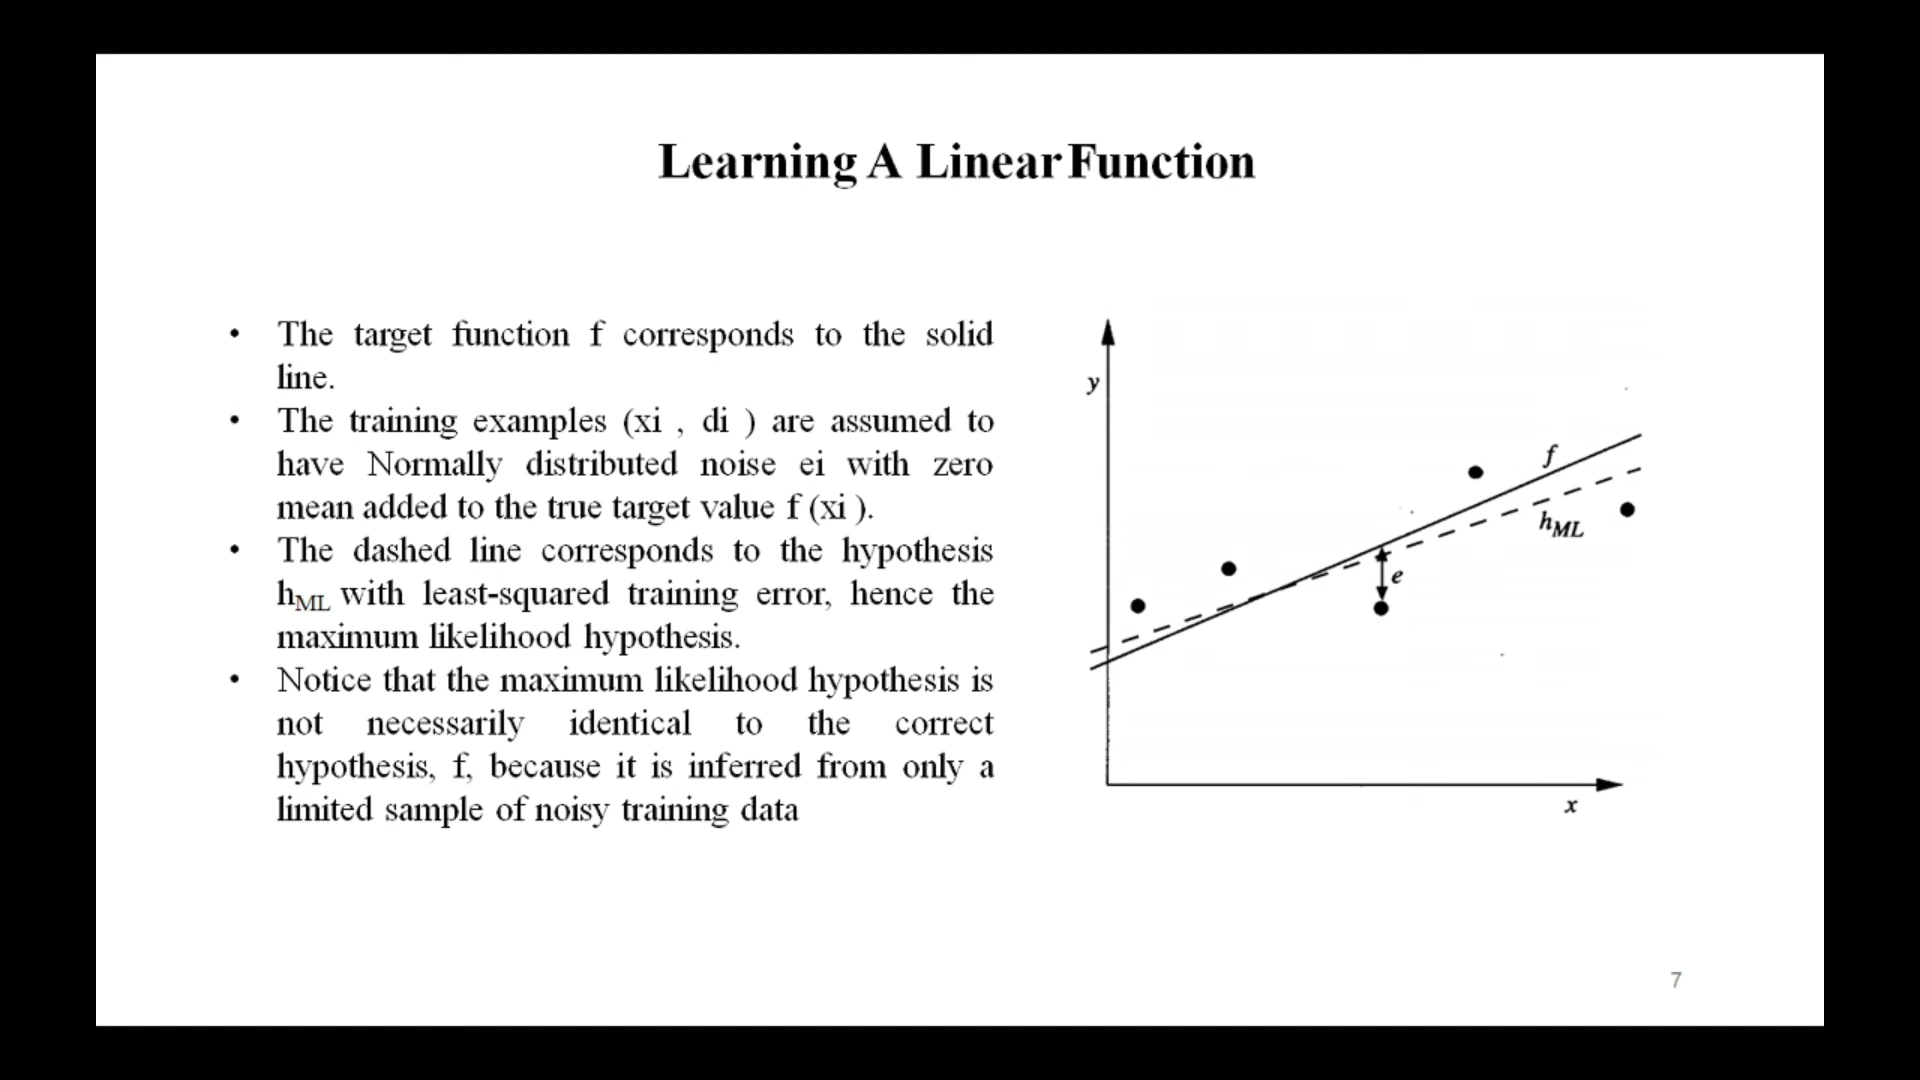 Learning A Linear Function
• The target function f corresponds to the solid
line.
• The training examples (xi , di ) are assumed to
have Normally distributed noise ei with zero
mean added to the true target value f (xi ).
• The dashed line corresponds to the hypothesis
hML with least-squared training error, hence the
maximum likelihood hypothesis.
• Notice that the maximum likelihood hypothesis is
not necessarily identical to the correct
hypothesis, f, because it is inferred from only a
limited sample of noisy training data
y
f
hML
e
x
7